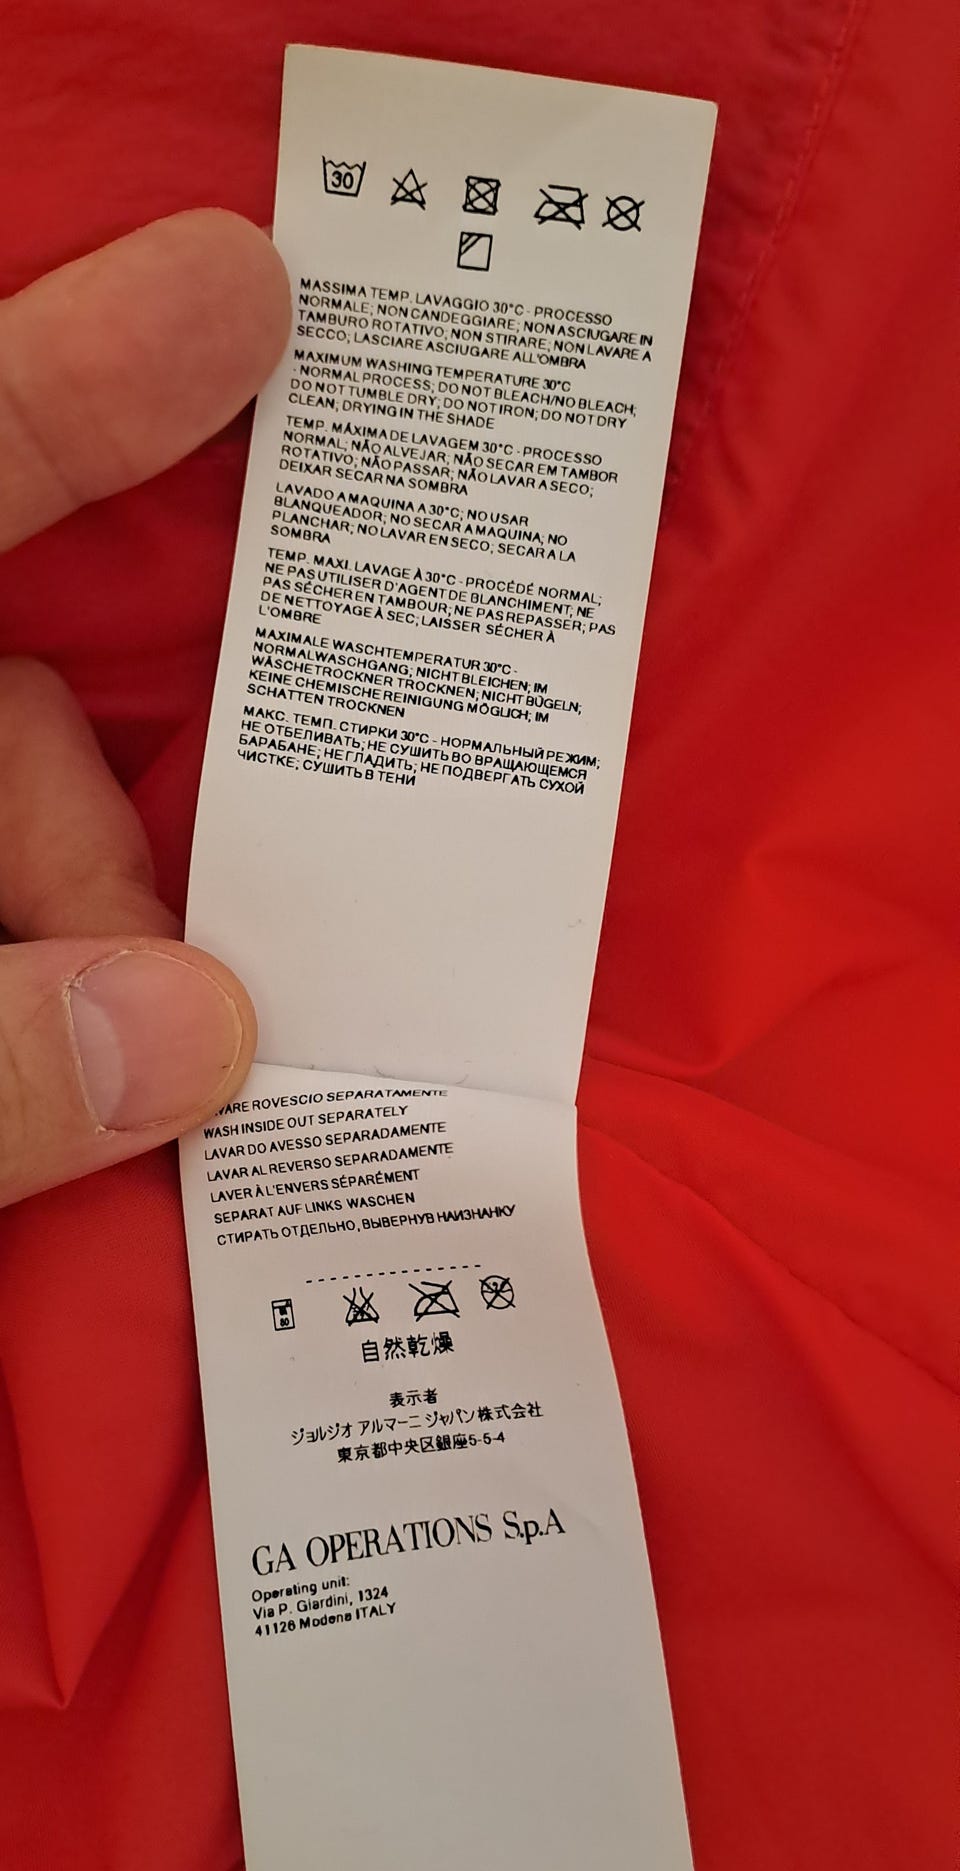 30
MASSIMA TEMP. LAVAGGIO 30°C - PROCESSO
NORMALE; NON CANDEGGIARE; NON ASCIUGARE IN
TAMBURO ROTATIVO; NON STIRARE; NON LAVARE A
SECCO; LASCIARE ASCIUGARE ALL'OMBRA
MAXIMUM WASHING TEMPERATURE 30°C
- NORMAL PROCESS; DO NOT BLEACH/NO BLEACH;
DO NOT TUMBLE DRY; DO NOT IRON; DO NOT DRY
CLEAN; DRYING IN THE SHADE
TEMP. MÁXIMA DE LAVAGEM 30°C - PROCESSO
NORMAL; NÃO ALVEJAR; NÃO SECAR EM TAMBOR
ROTATIVO; NÃO PASSAR; NÃO LAVAR A SECO;
DEIXAR SECAR NA SOMBRA
LAVADO A MAQUINA A 30°C; NO USAR
BLANQUEADOR; NO SECAR A MAQUINA; NO
PLANCHAR; NO LAVAR EN SECO; SECAR A LA
SOMBRA
TEMP. MAXI. LAVAGE À 30°C - PROCÉDÉ NORMAL;
NE PAS UTILISER D'AGENT DE BLANCHIMENT; NE
PAS SÉCHER EN TAMBOUR; NE PAS REPASSER; PAS
DE NETTOYAGE À SEC; LAISSER SÉCHER À
L'OMBRE
MAXIMALE WASCHTEMPERATUR 30°C -
NORMALWASCHGANG; NICHT BLEICHEN; IM
WÄSCHETROCKNER TROCKNEN; NICHT BÜGELN;
KEINE CHEMISCHE REINIGUNG MÖGLICH; IM
SCHATTEN TROCKNEN
МАКС. ТЕМП. СТИРКИ 30°C - НОРМАЛЬНЫЙ РЕЖИМ;
НЕ ОТБЕЛИВАТЬ; НЕ СУШИТЬ ВО ВРАЩАЮЩЕМСЯ
БАРАБАНЕ; НЕ ГЛАДИТЬ; НЕ ПОДВЕРГАТЬ СУХОЙ
ЧИСТКЕ; СУШИТЬ В ТЕНИ
ROVESCIO SEPARATAMENTE
WASH INSIDE OUT SEPARATELY
LAVAR DO AVESSO SEPARADAMENTE
LAVAR AL REVERSO SEPARADAMENTE
LAVER À L'ENVERS SÉPARÉMENT
SEPARAT AUF LINKS WASCHEN
СТИРАТЬ ОТДЕЛЬНО, ВЫВЕРНУВ НАИЗНАНКУ
自然乾燥
表示者
ジョルジオ アルマーニ ジャパン株式会社
東京都中央区銀座5-5-4
GA OPERATIONS S.p.A
Operating unit:
Via P. Giardini, 1324
41126 Modena ITALY